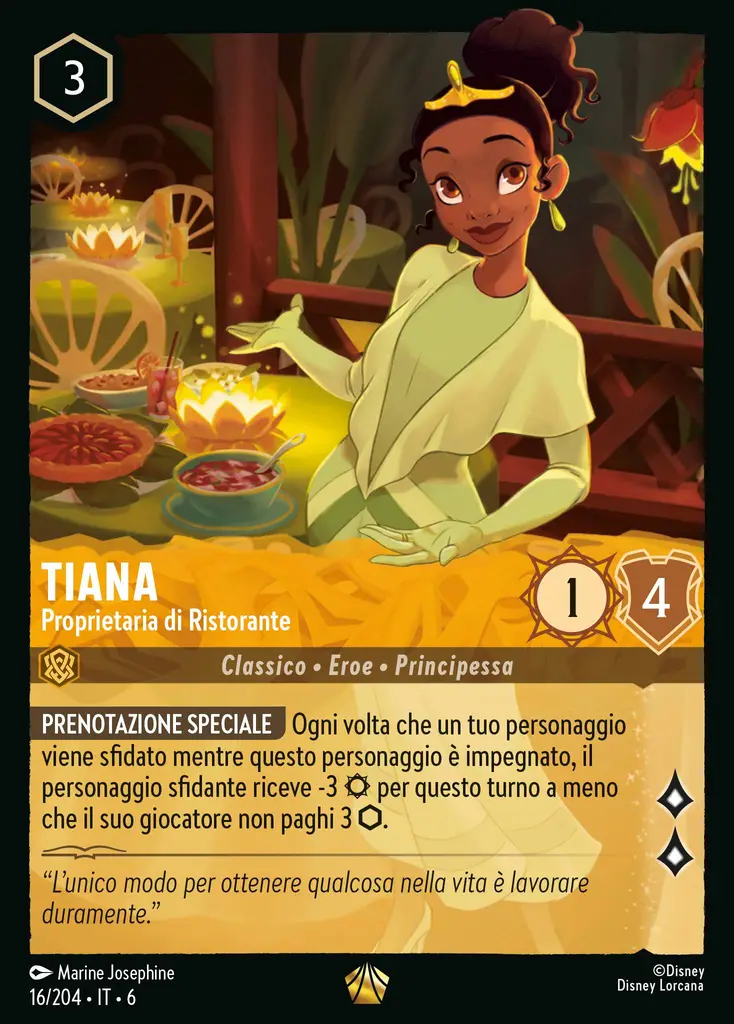 3
TIANA
Proprietaria di Ristorante
1
4
Classico • Eroe • Principessa
PRENOTAZIONE SPECIALE Ogni volta che un tuo personaggio
viene sfidato mentre questo personaggio è impegnato, il
personaggio sfidante riceve -3 per questo turno a meno
che il suo giocatore non paghi 3 .
“L’unico modo per ottenere qualcosa nella vita è lavorare
duramente.”
Marine Josephine
16/204 • IT • 6
©Disney
Disney Lorcana